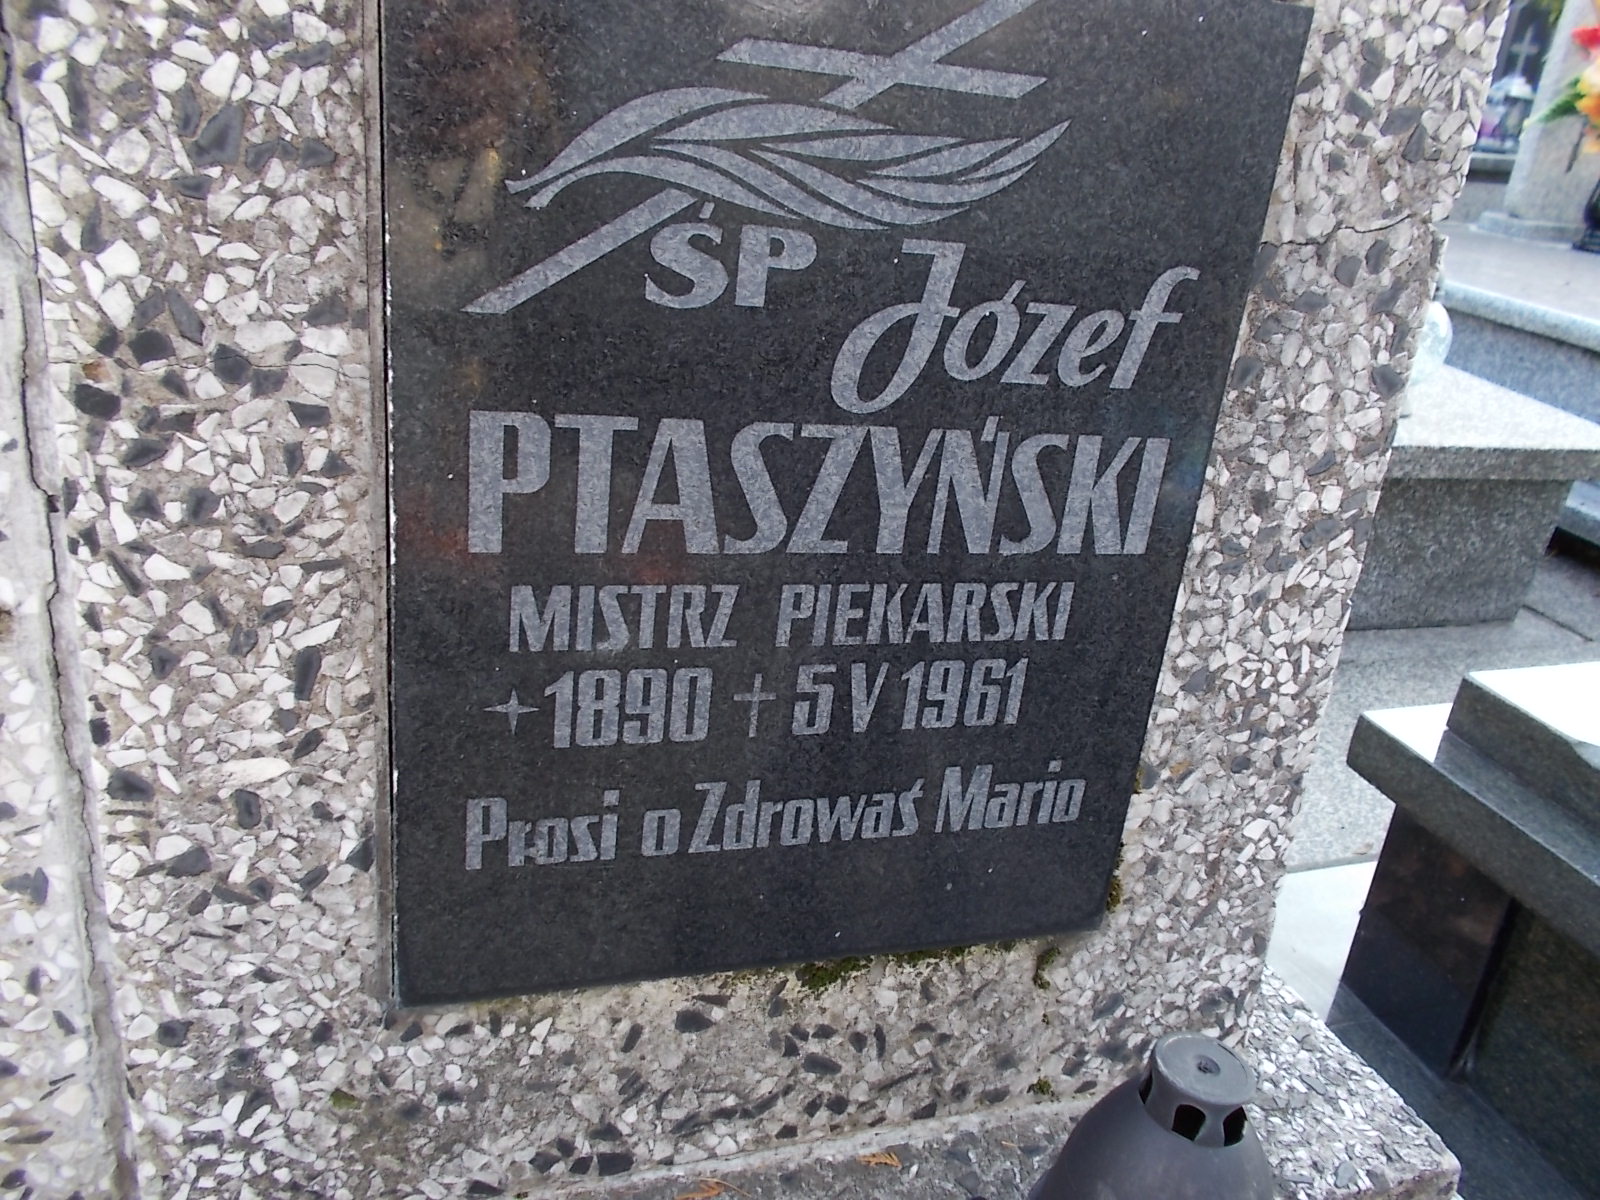 ŚP Józef
PTASZYŃSKI
MISTRZ PIEKARSKI
1890 † 5 V 1961
Prosi o Zdrowaś Mario